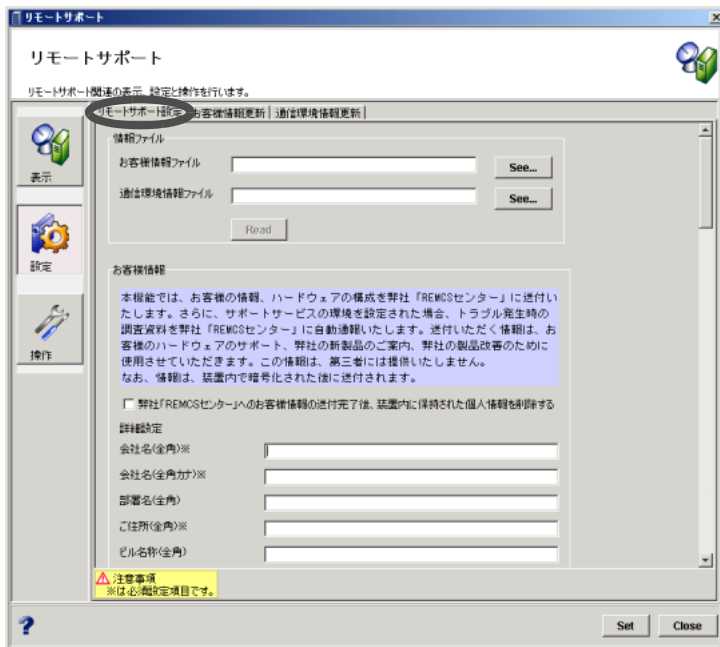 リモートサポート
リモートサポート
リモートサポート関連の表示、設定と操作を行います。
リモートサポート設定 お客様情報更新 通信環境情報更新
表示
設定
操作
情報ファイル
お客様情報ファイル See...
通信環境情報ファイル See...
Read
お客様情報
本機能では、お客様の情報、ハードウェアの構成を弊社「REMCSセンター」に送付い
たします。さらに、サポートサービスの環境を設定された場合、トラブル発生時の
調査資料を弊社「REMCSセンター」に自動通報いたします。送付いただく情報は、お
客様のハードウェアのサポート、弊社の新製品のご案内、弊社の製品改善のために
使用させていただきます。この情報は、第三者には提供いたしません。
なお、情報は、装置内で暗号化された後に送付されます。
弊社「REMCSセンター」へのお客様情報の送付完了後、装置内に保持された個人情報を削除する
詳細設定
会社名(全角)※
会社名(全角カナ)※
部署名(全角)
ご住所(全角)※
ビル名称(全角)
注意事項
※は必須設定項目です。
? Set Close